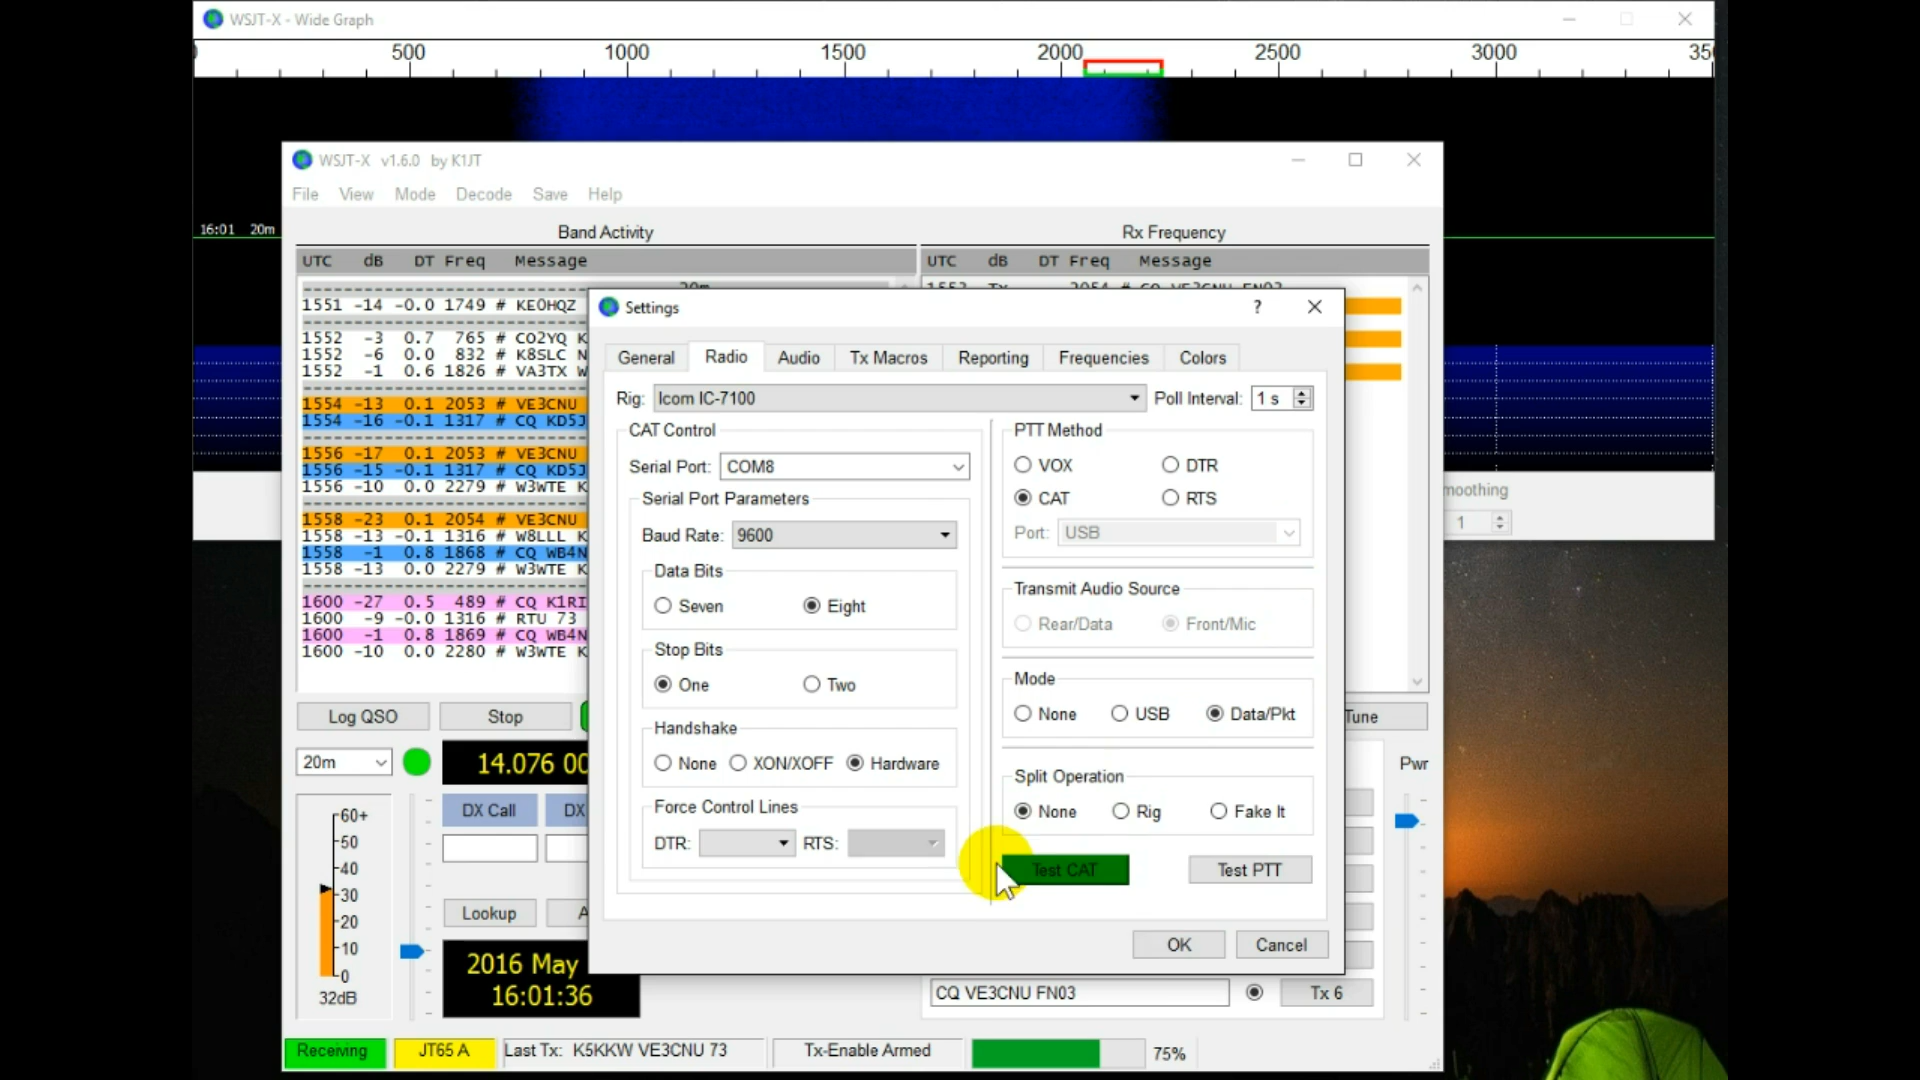 WSJT-X - Wide Graph
500 1000 1500 2000 2500 3000
16:01 20m
WSJT-X v1.6.0 by K1JT
File View Mode Decode Save Help
Band Activity
Rx Frequency
UTC dB DT Freq Message
UTC dB DT Freq Message
1551 -14 -0.0 1749 # KE0HQZ
1552 -3 0.7 765 # CO2YQ K
1552 -6 0.0 832 # K8SLC N
1552 -1 0.6 1826 # VA3TX W
1554 -13 0.1 2053 # VE3CNU
1554 -16 -0.1 1317 # CQ KD5J
1556 -17 0.1 2053 # VE3CNU
1556 -15 -0.1 1317 # CQ KD5J
1556 -10 0.0 2279 # W3WTE K
1558 -23 0.1 2054 # VE3CNU
1558 -13 -0.1 1316 # W8LLL K
1558 -1 0.8 1868 # CQ WB4N
1558 -13 0.0 2279 # W3WTE K
1600 -27 0.5 489 # CQ K1RI
1600 -9 -0.0 1316 # RTU 73
1600 -1 0.8 1869 # CQ WB4N
1600 -10 0.0 2280 # W3WTE K
Settings
?
General Radio Audio Tx Macros Reporting Frequencies Colors
Rig: Icom IC-7100 Poll Interval: 1 s
CAT Control
Serial Port: COM8
Serial Port Parameters
Baud Rate: 9600
Data Bits
Seven Eight
Stop Bits
One Two
Handshake
None XON/XOFF Hardware
Force Control Lines
DTR: RTS:
PTT Method
VOX DTR
CAT RTS
Port: USB
Transmit Audio Source
Rear/Data Front/Mic
Mode
None USB Data/Pkt
Split Operation
None Rig Fake It
Test CAT Test PTT
OK Cancel
moothing
1
Log QSO Stop
Tune
20m 14.076 00
Pwr
DX Call DX
60+
50
40
30
20
10
0
32dB
Lookup A
2016 May
16:01:36
CQ VE3CNU FN03 Tx 6
Receiving JT65 A Last Tx: K5KKW VE3CNU 73 Tx-Enable Armed 75%